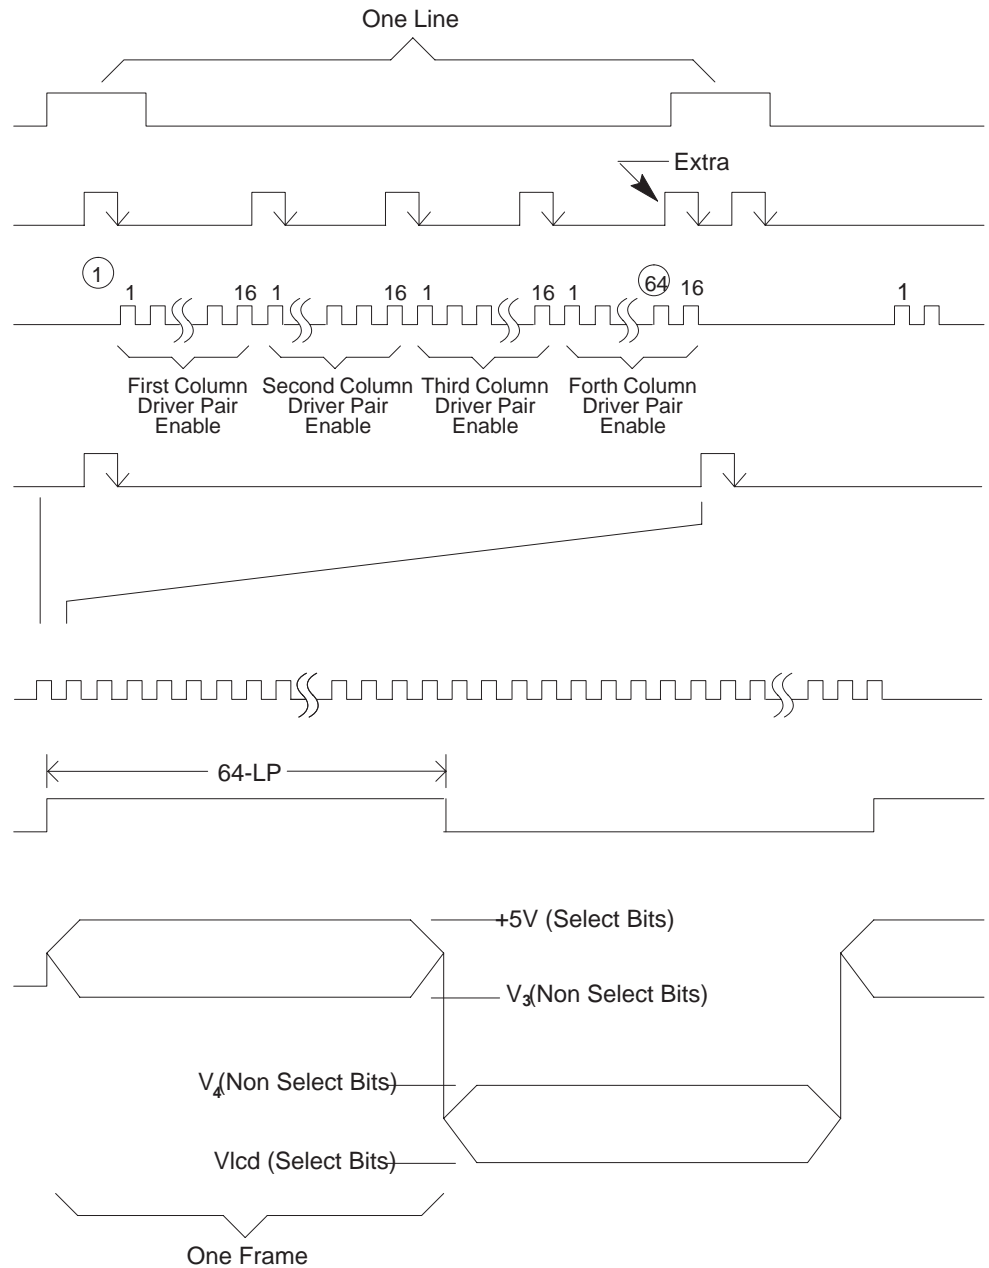 One Line
Extra
1 64
1 16 1 16 1 16 1 16 1
First Column Second Column Third Column Forth Column
Driver Pair Driver Pair Driver Pair Driver Pair
Enable Enable Enable Enable
64-LP
+5V (Select Bits)
V3(Non Select Bits)
V4(Non Select Bits)
Vlcd (Select Bits)
One Frame